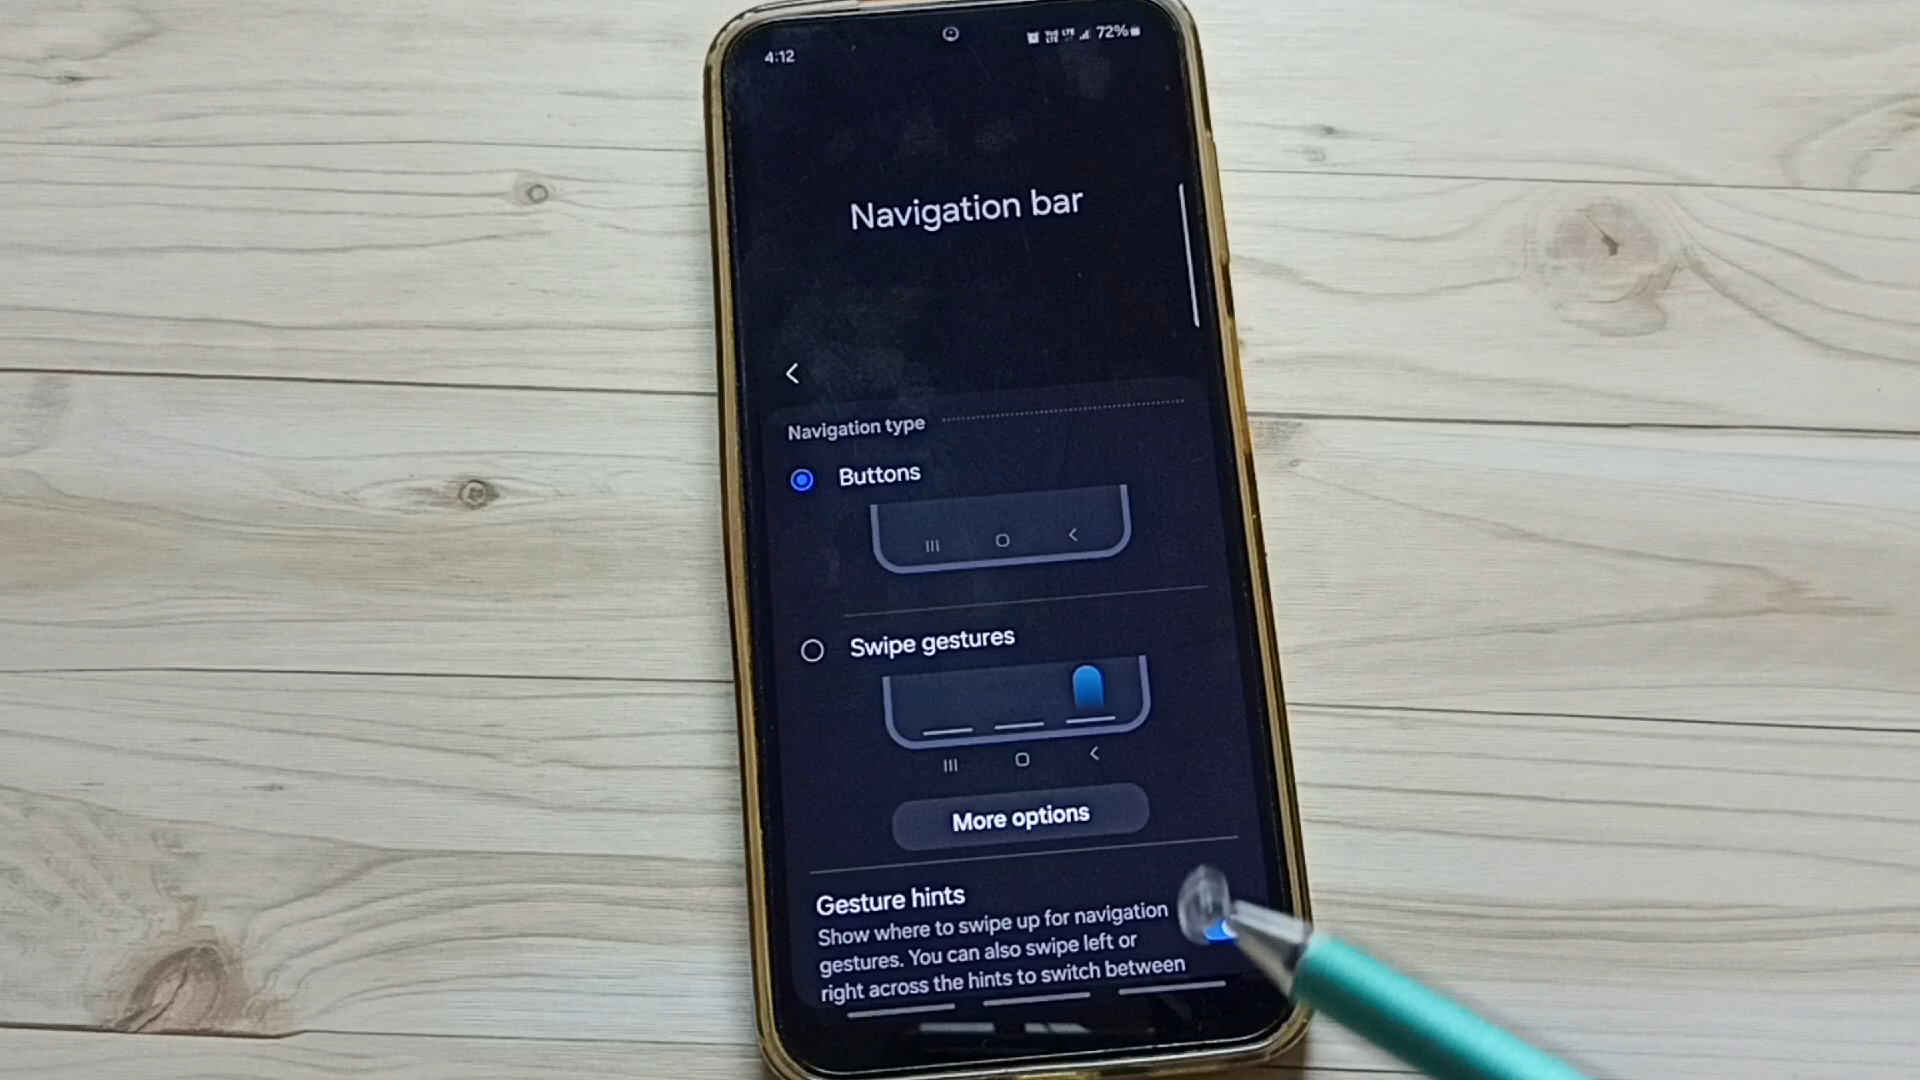 4:12
72%
Navigation bar
Navigation type
Buttons
Swipe gestures
More options
Gesture hints
Show where to swipe up for navigation
gestures. You can also swipe left or
right across the hints to switch between